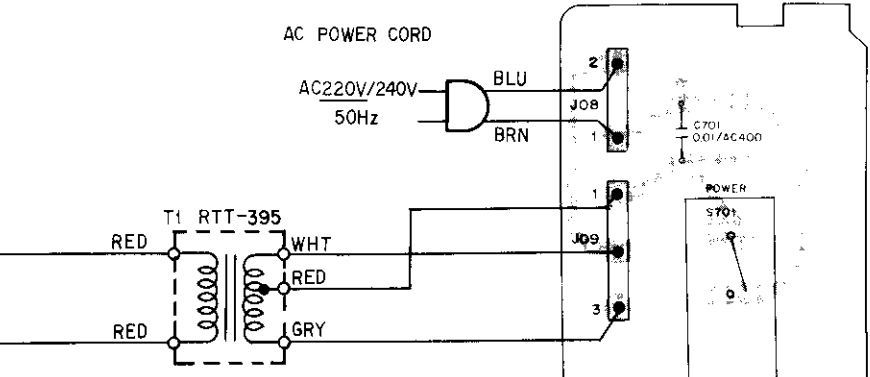 AC POWER CORD
AC220V/240V
50Hz
BLU
BRN
2
J08
1
C701
0.01/AC400
1
POWER
S701
J09
3
T1 RTT-395
RED
WHT
RED
RED
GRY